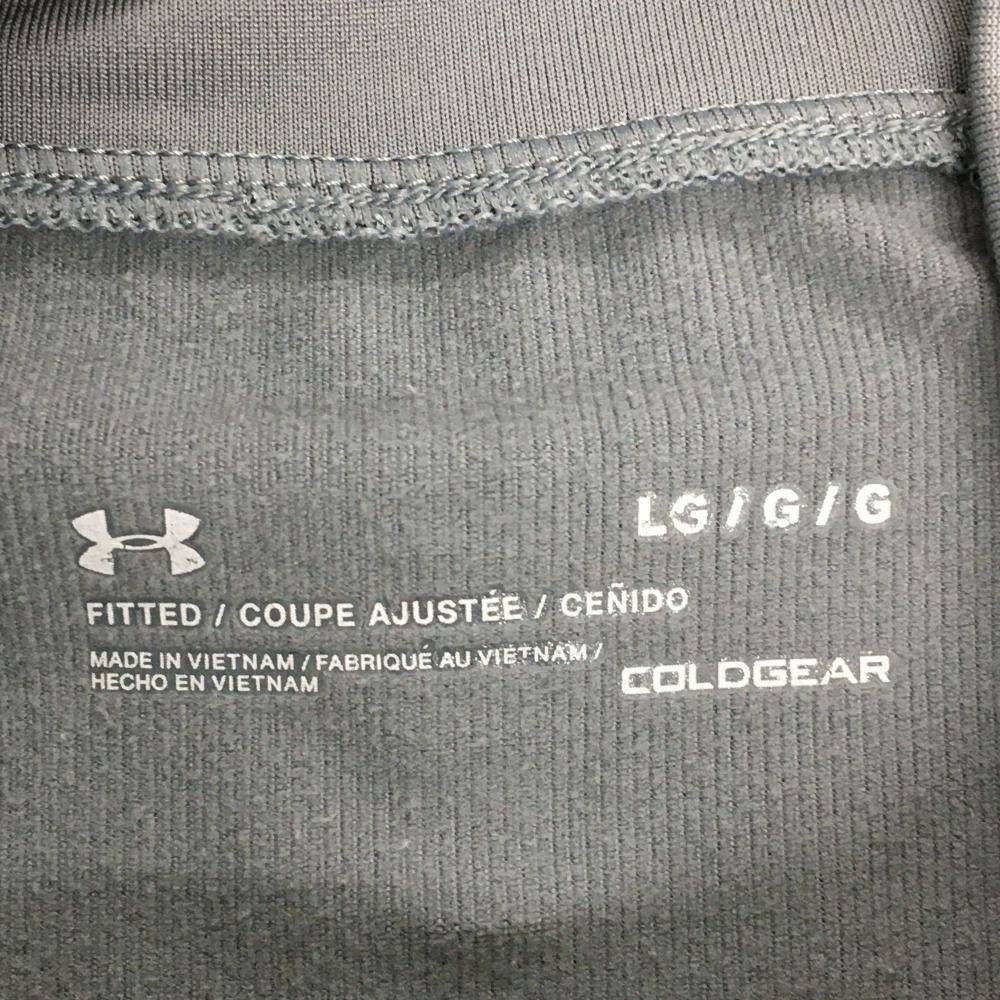 LG / G / G
FITTED / COUPE AJUSTÉE / CEÑIDO
MADE IN VIETNAM / FABRIQUÉ AU VIETNAM /
HECHO EN VIETNAM
COLDGEAR